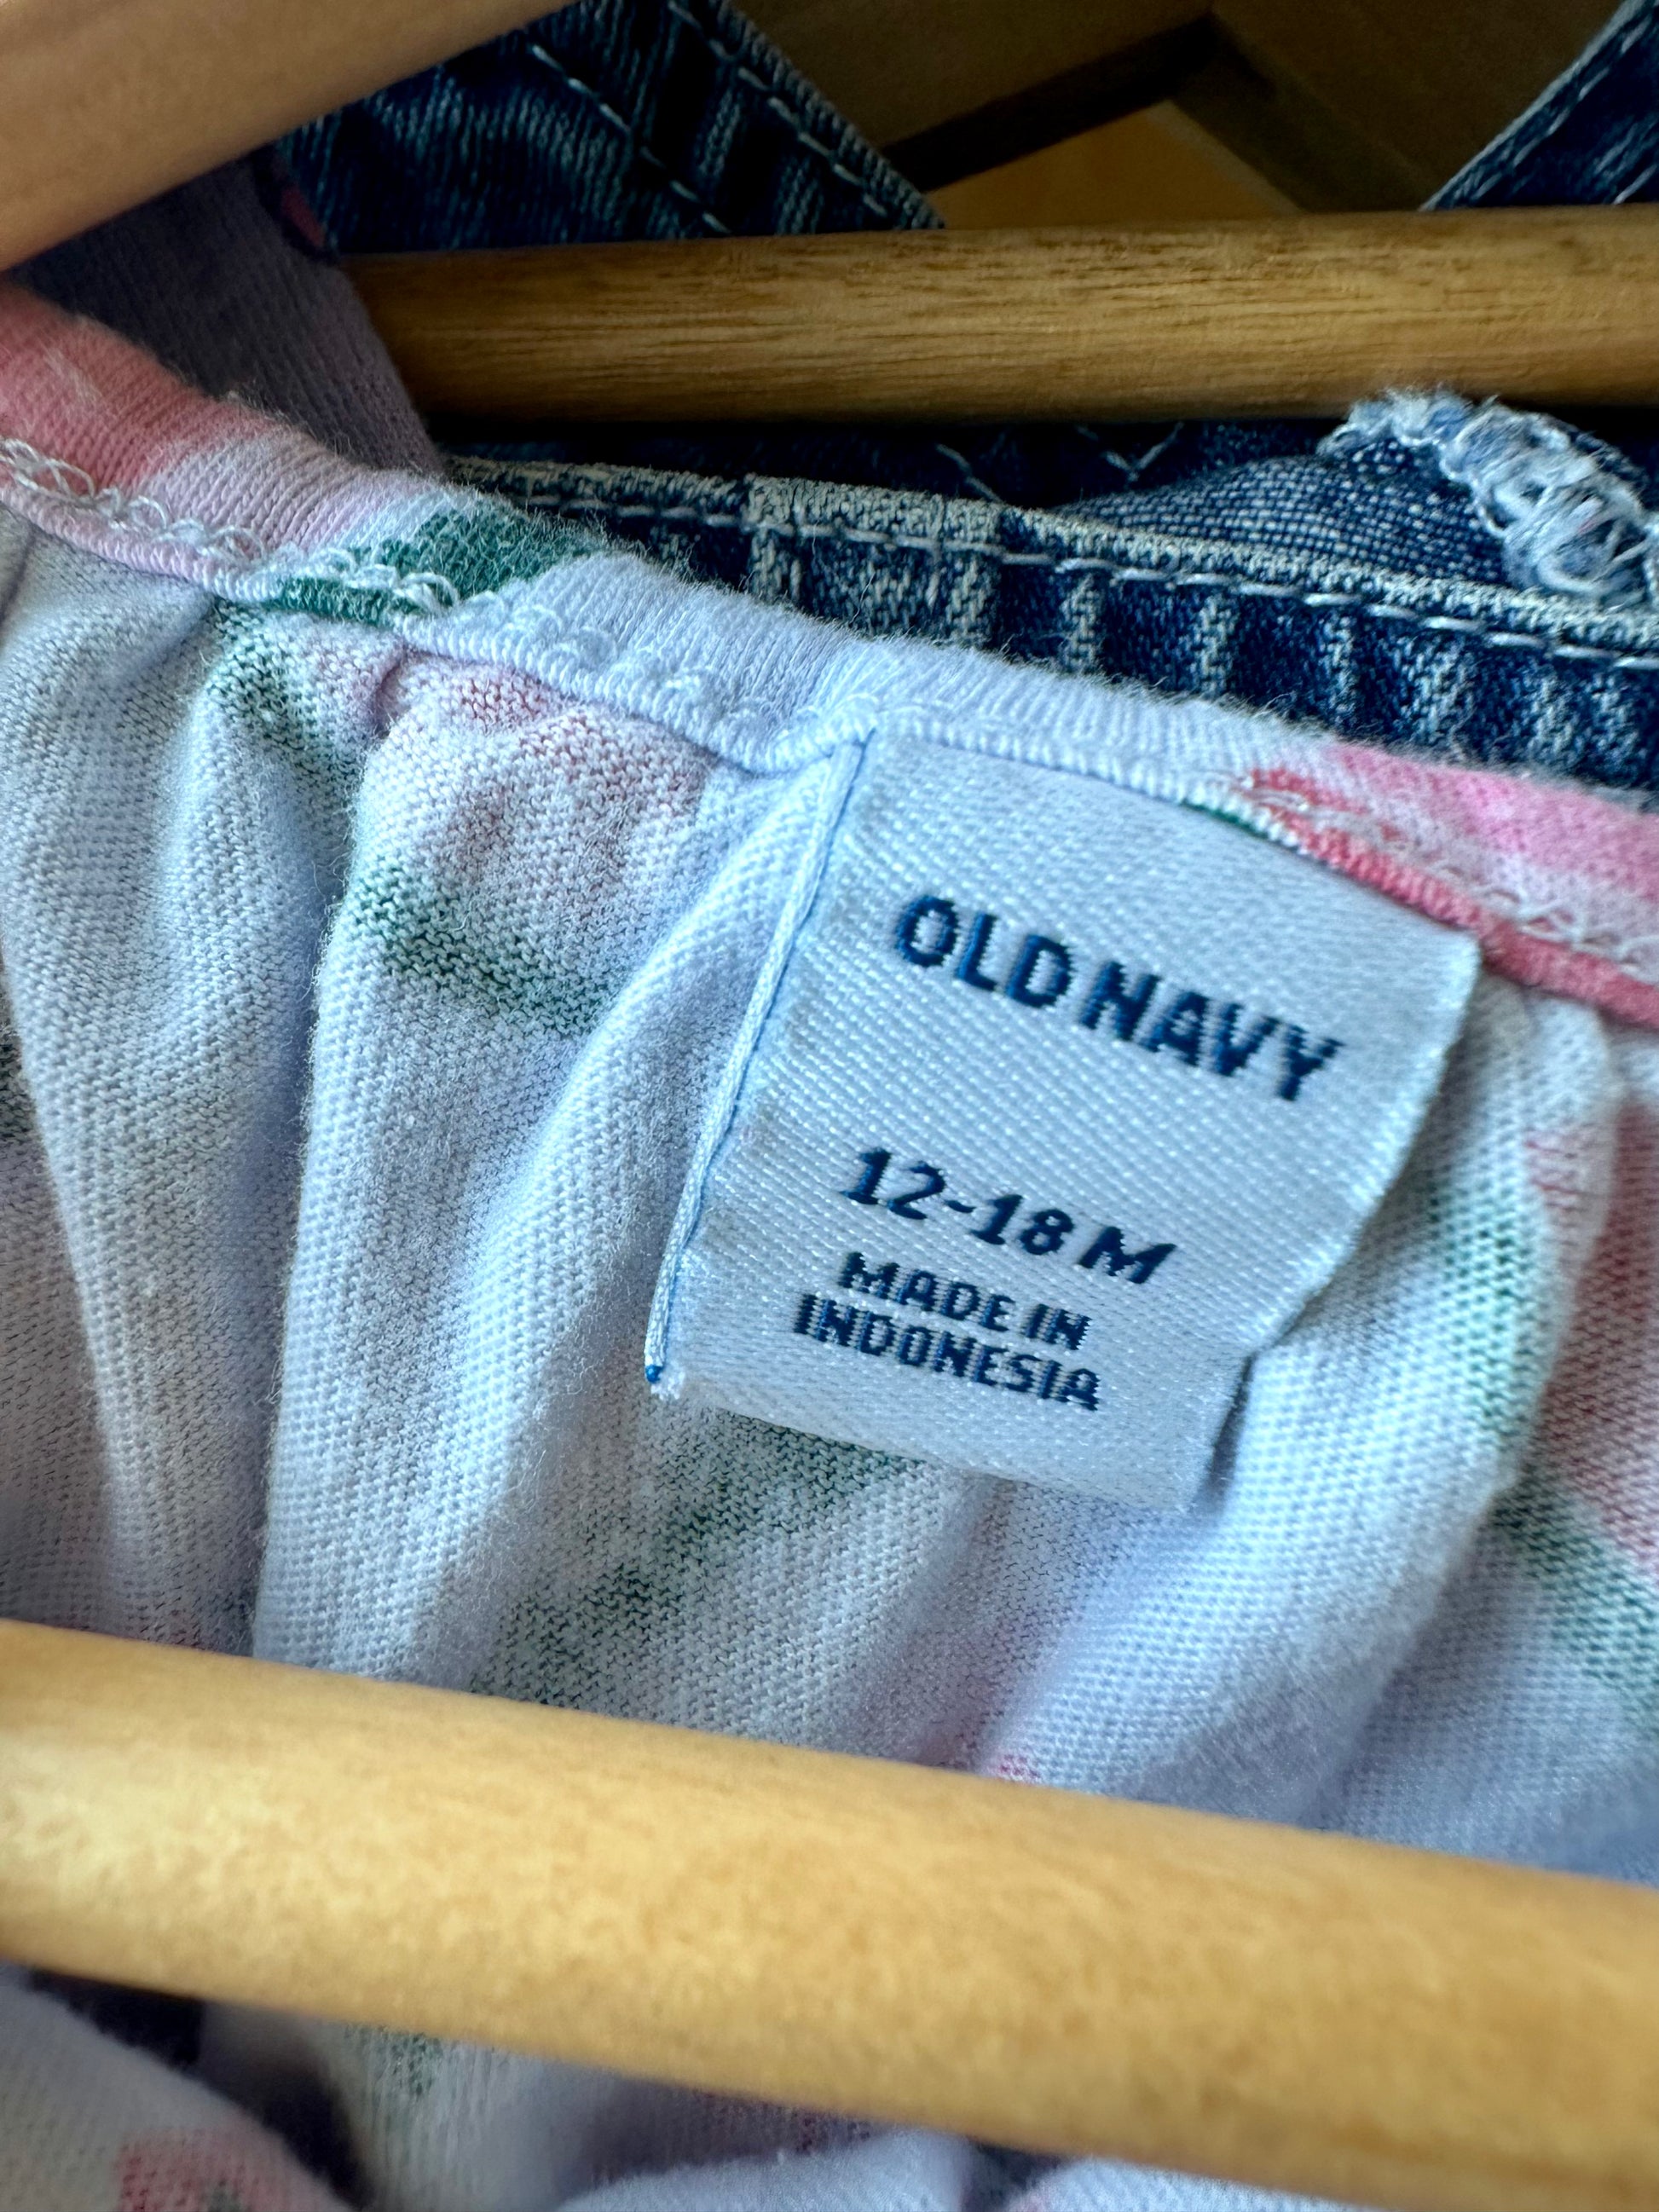 OLD NAVY
12-18 M
MADE IN
INDONESIA